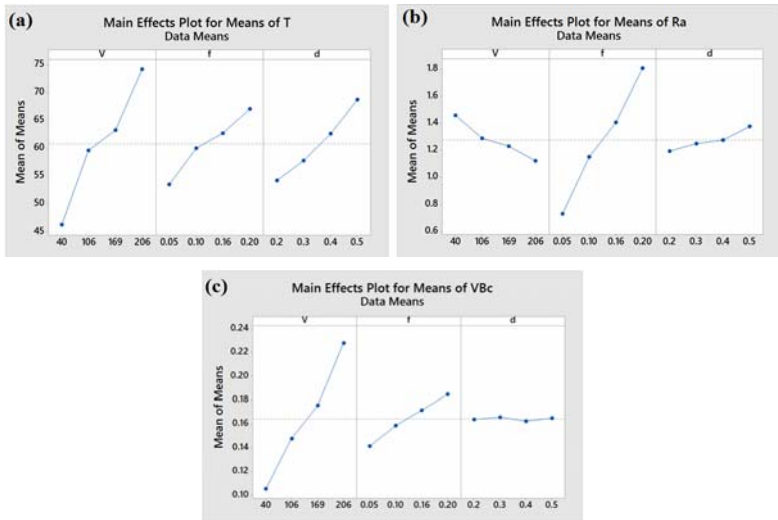 (a)
Main Effects Plot for Means of T
Data Means
V f d
Mean of Means
75
70
65
60
55
50
45
40 106 169 206 0.05 0.10 0.16 0.20 0.2 0.3 0.4 0.5
(b)
Main Effects Plot for Means of Ra
Data Means
V f d
Mean of Means
1.8
1.6
1.4
1.2
1.0
0.8
0.6
40 106 169 206 0.05 0.10 0.16 0.20 0.2 0.3 0.4 0.5
(c)
Main Effects Plot for Means of VBc
Data Means
V f d
Mean of Means
0.24
0.22
0.20
0.18
0.16
0.14
0.12
0.10
40 106 169 206 0.05 0.10 0.16 0.20 0.2 0.3 0.4 0.5